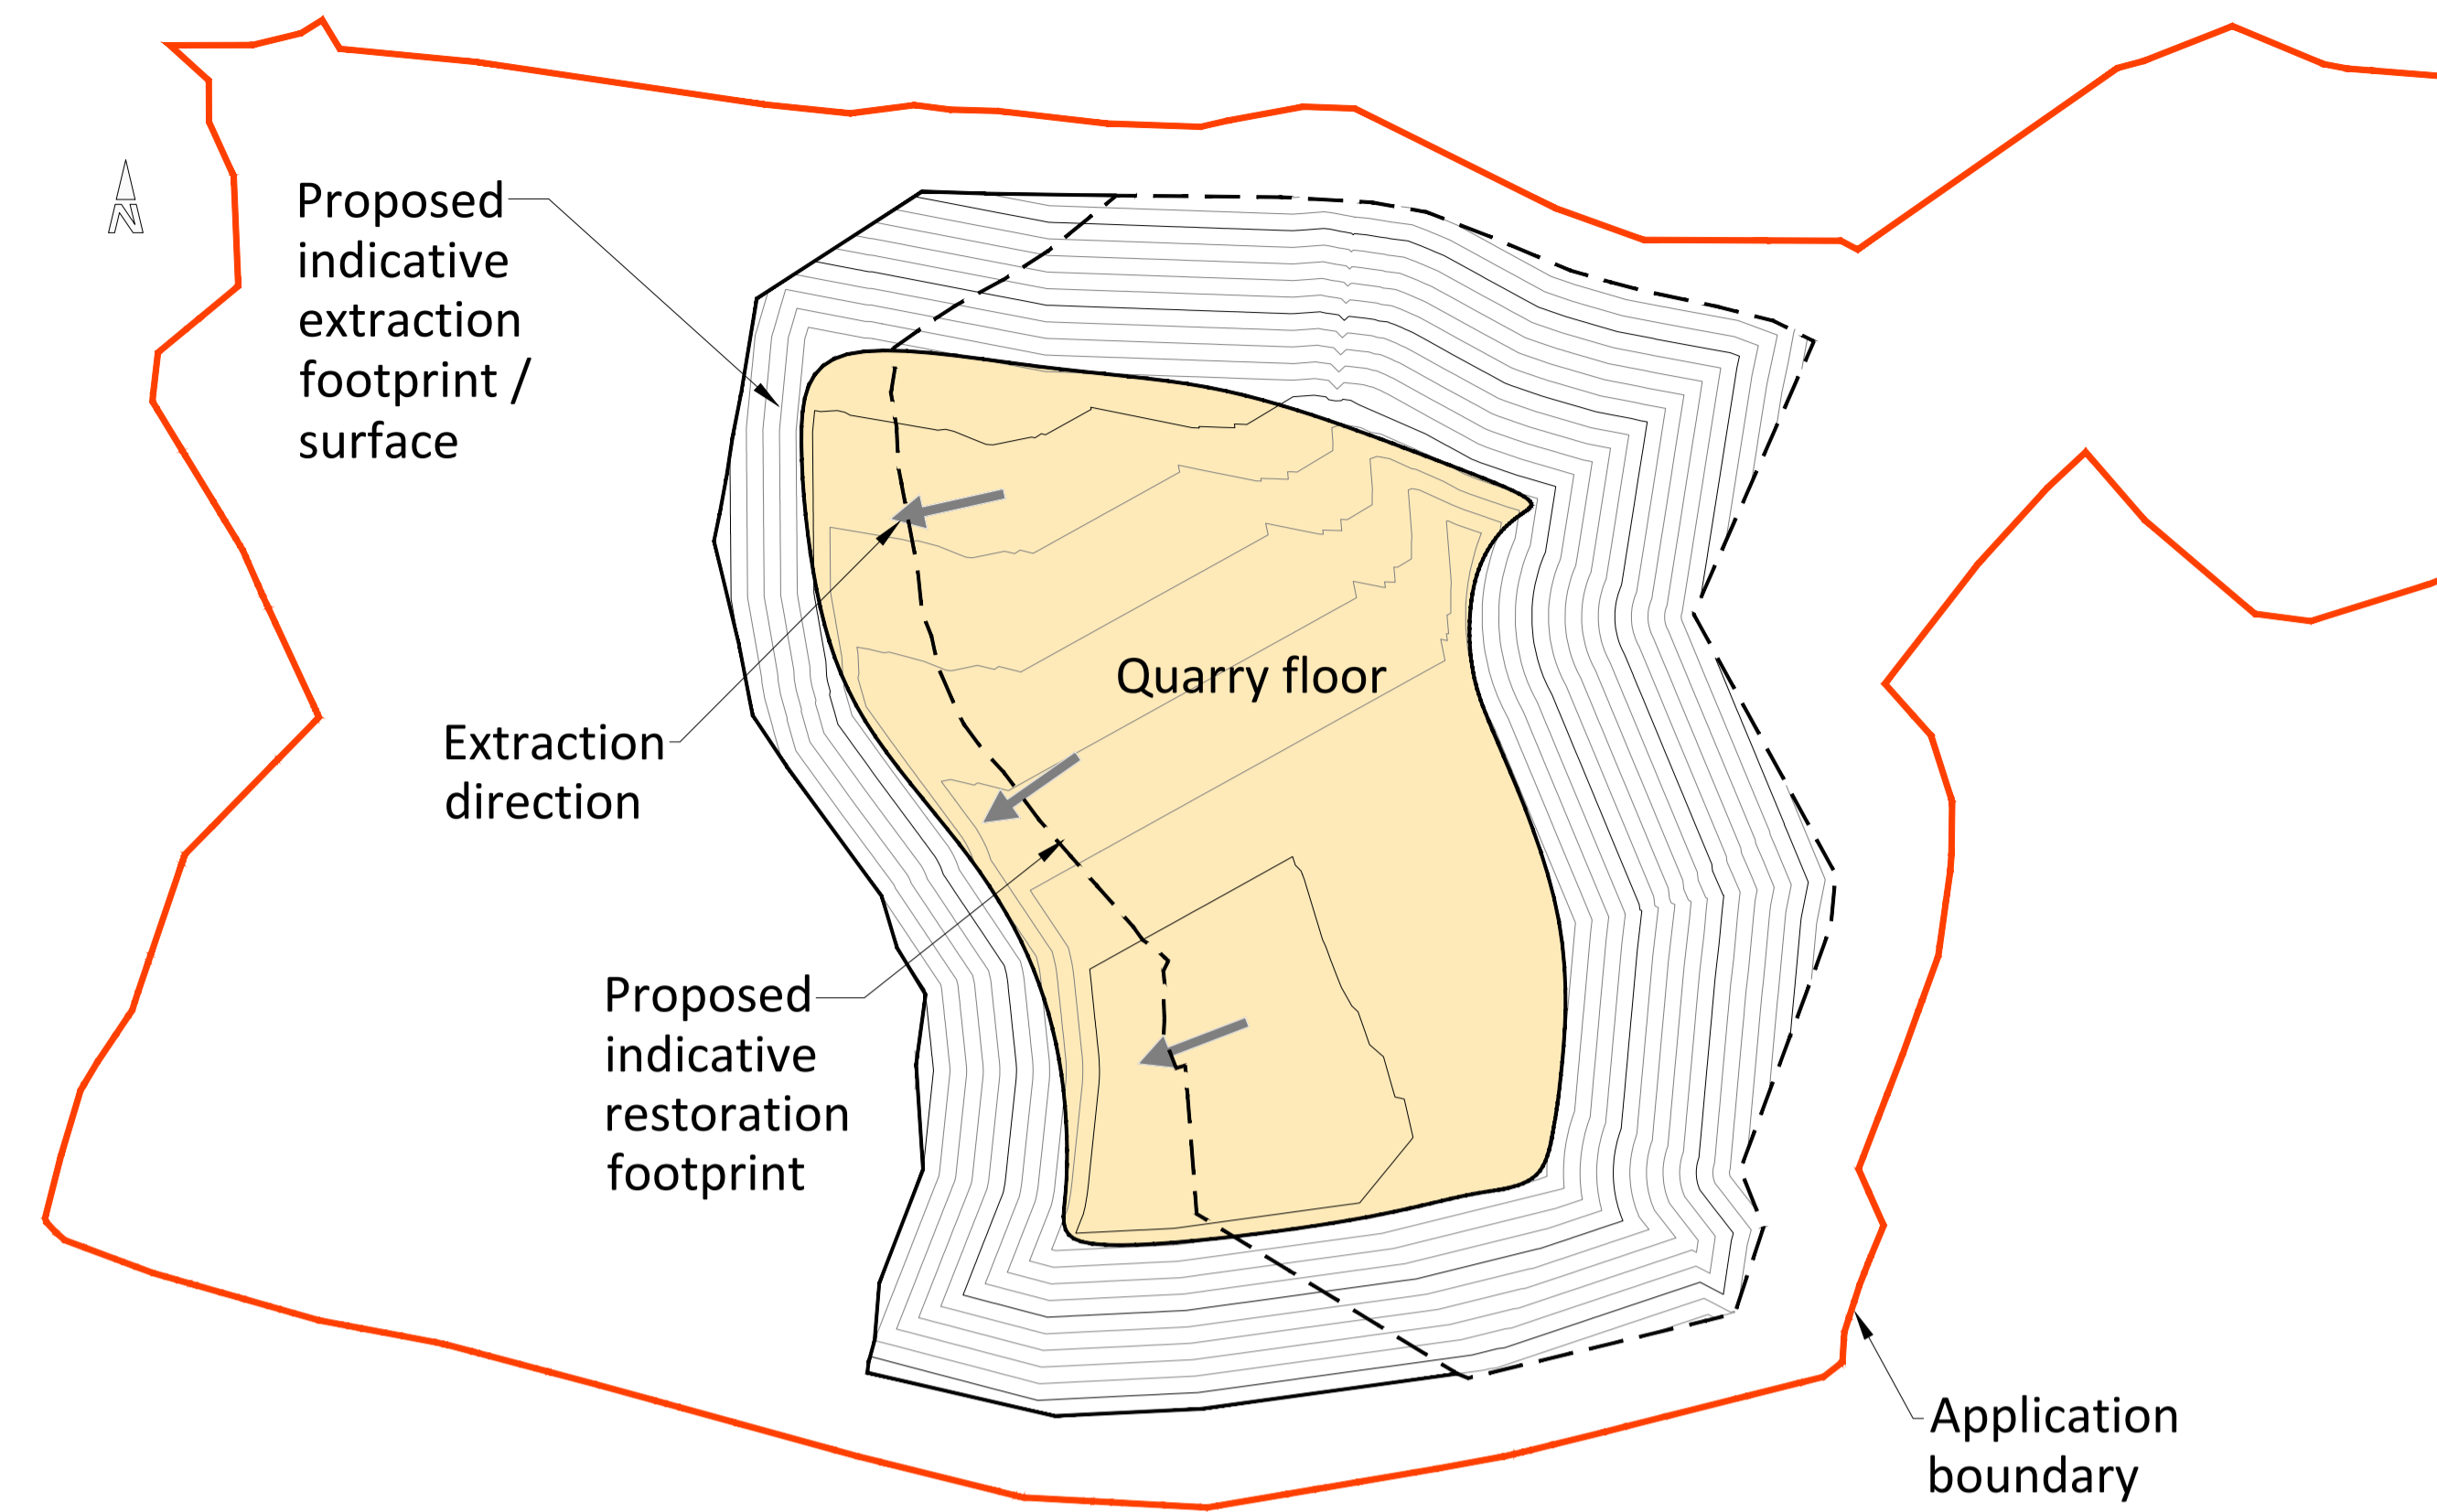 N
Proposed
indicative
extraction
footprint /
surface
Quarry floor
Extraction
direction
Proposed
indicative
restoration
footprint
Application
boundary